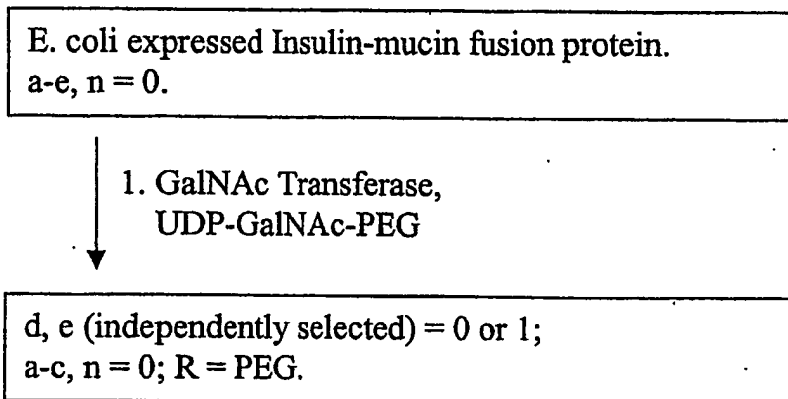 E. coli expressed Insulin-mucin fusion protein.
a-e, n = 0.
1. GalNAc Transferase,
UDP-GalNAc-PEG
d, e (independently selected) = 0 or 1;
a-c, n = 0; R = PEG.